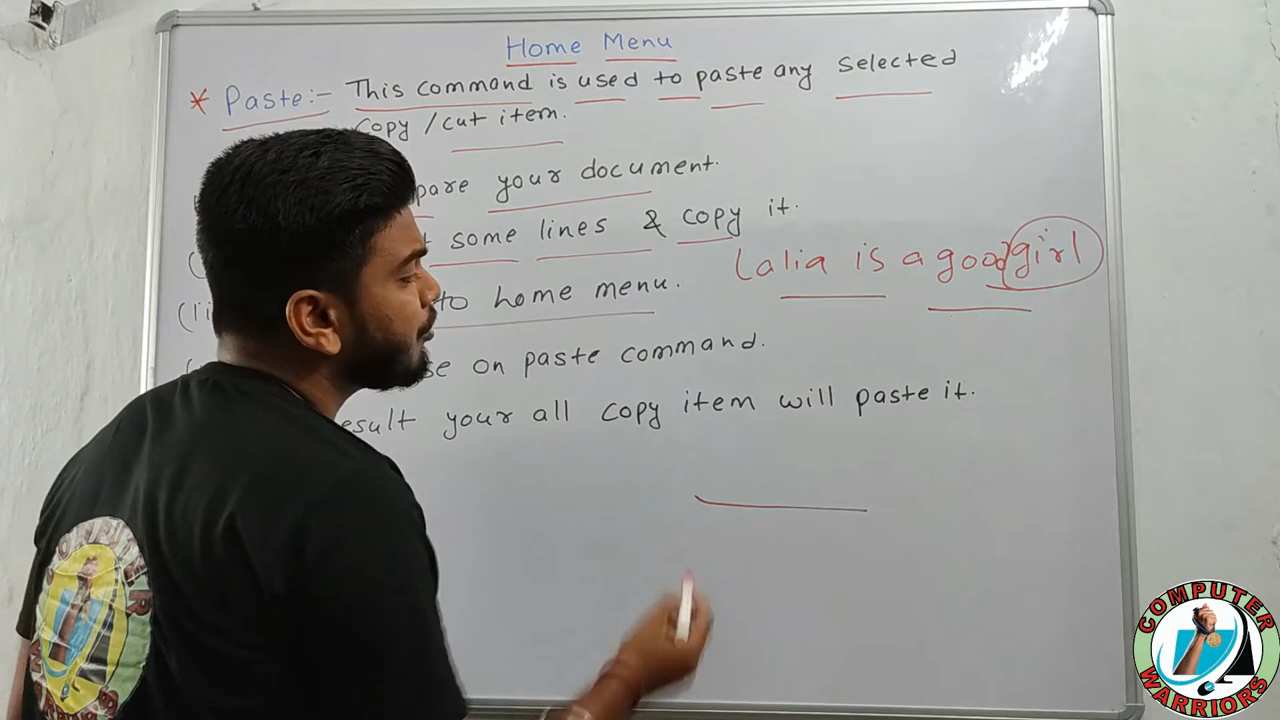 Home Menu
* Paste:- This command is used to paste any selected
copy / cut item.
your document.
some lines & copy it.
Lalia is a good girl
to home menu.
on paste command.
your all copy item will paste it.
COMPUTER
WARRIORS